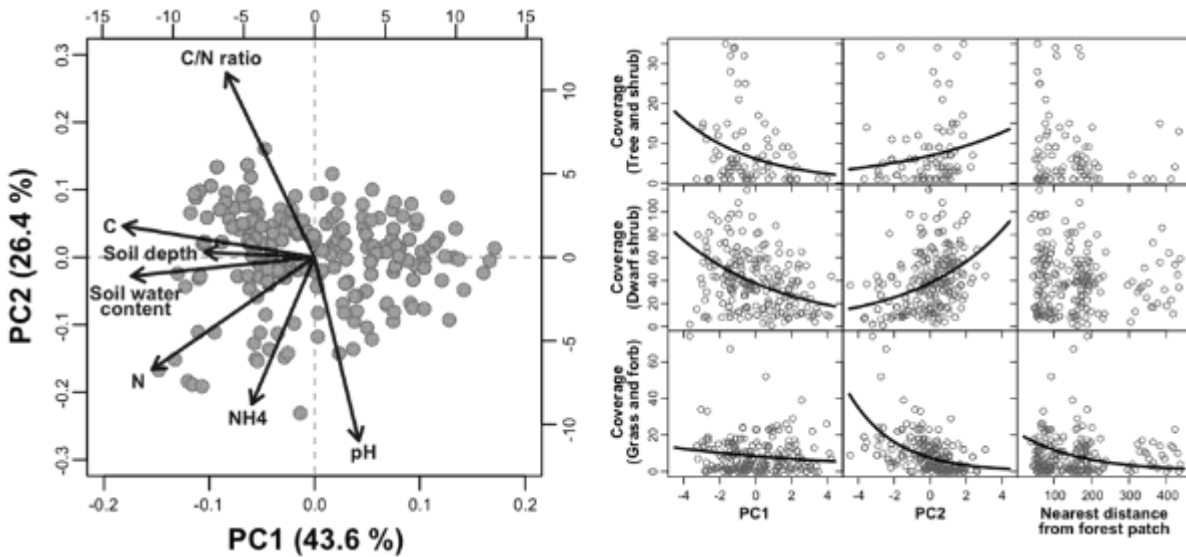 -15 -10 -5 0 5 10 15
0.3
0.2
0.1
0.0
-0.1
-0.2
-0.3
PC2 (26.4 %)
C/N ratio
C
Soil depth
Soil water
content
N
NH4
pH
10
5
0
-5
-10
-0.2 -0.1 0.0 0.1 0.2
PC1 (43.6 %)
Coverage
(Tree and shrub)
0 10 20 30
Coverage
(Dwarf shrub)
0 20 40 60 80 100
Coverage
(Grass and forb)
0 20 40 60 80
-4 -2 0 2 4
PC1
-4 -2 0 2 4
PC2
100 200 300 400
Nearest distance
from forest patch